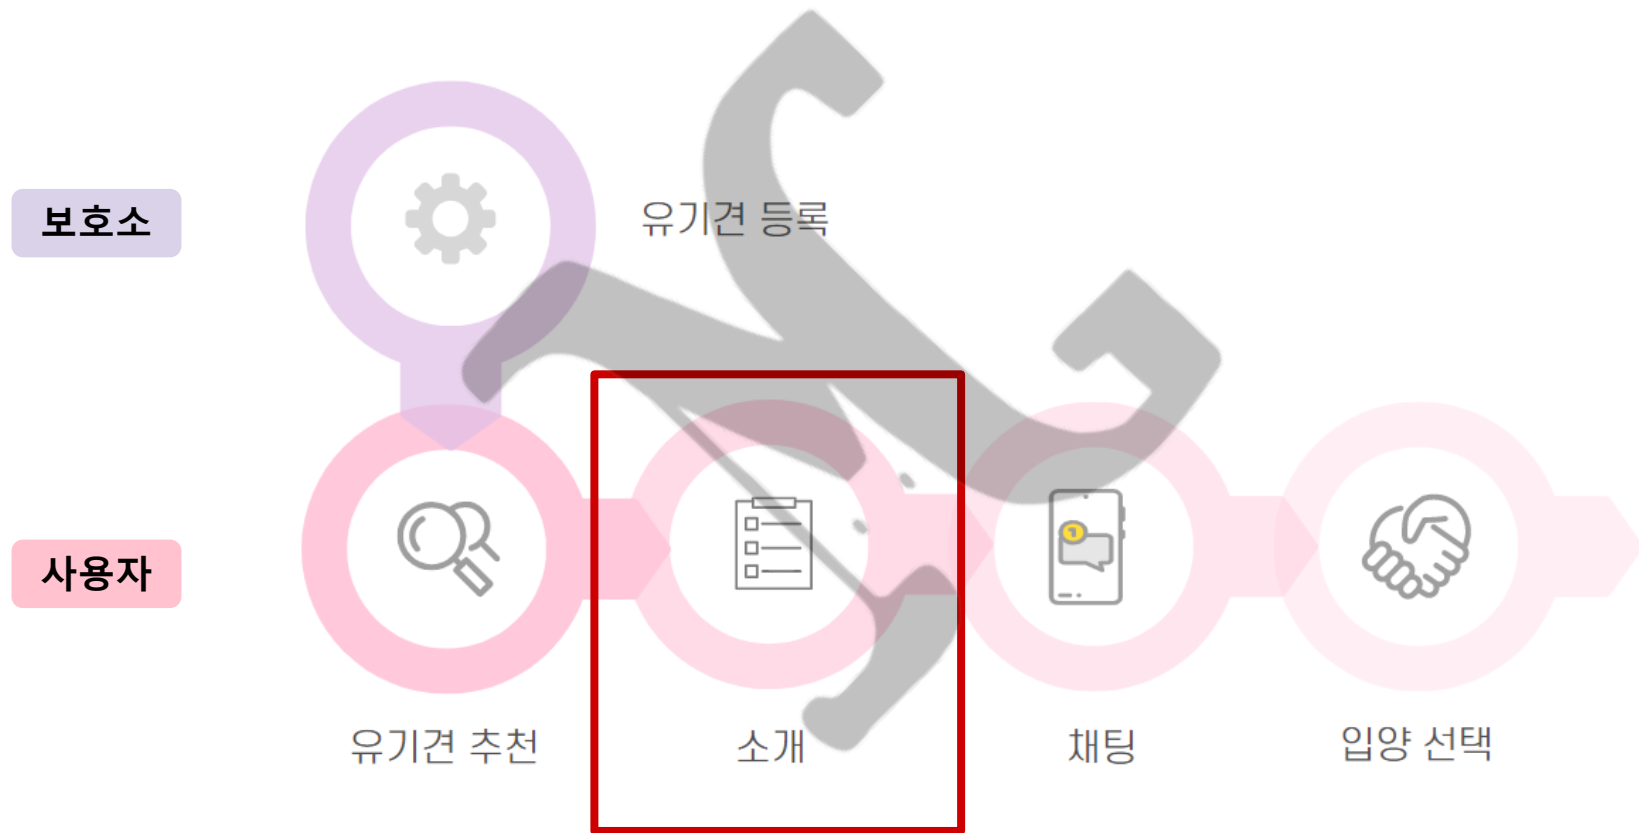 보호소
유기견 등록
사용자
유기견 추천
소개
채팅
입양 선택